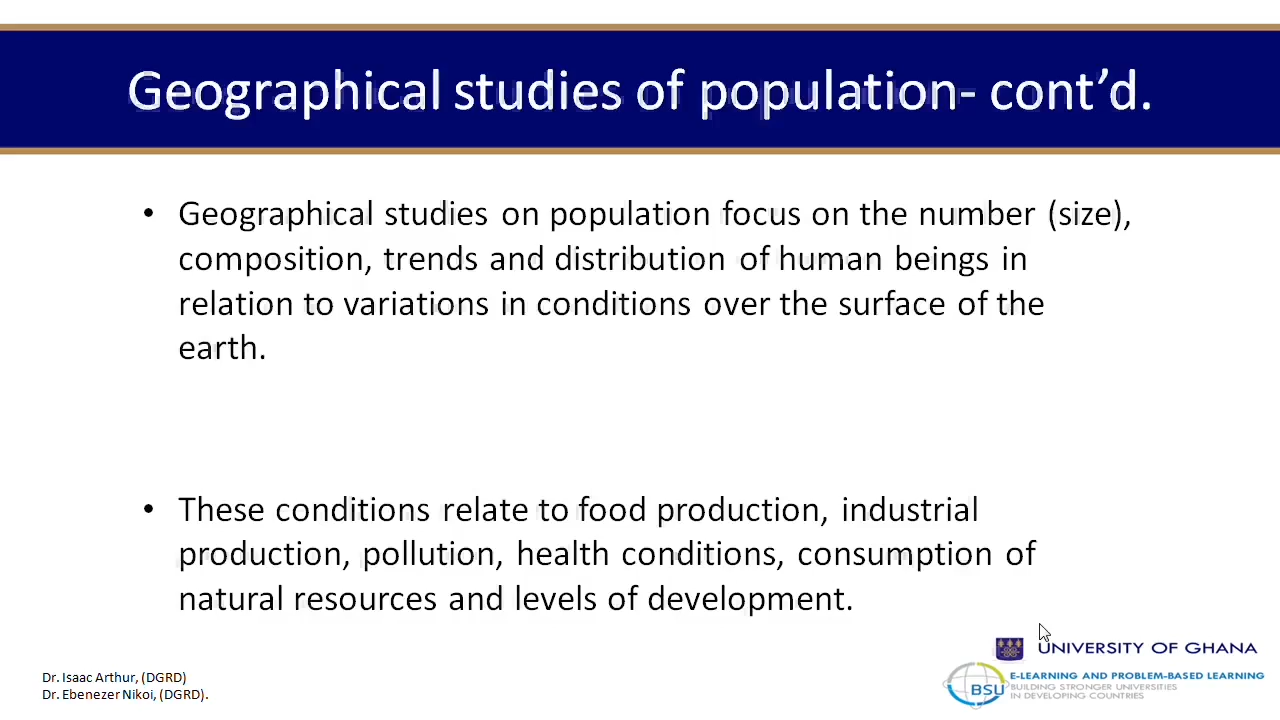 Geographical studies of population- cont’d.
• Geographical studies on population focus on the number (size),
composition, trends and distribution of human beings in
relation to variations in conditions over the surface of the
earth.
• These conditions relate to food production, industrial
production, pollution, health conditions, consumption of
natural resources and levels of development.
Dr. Isaac Arthur, (DGRD)
Dr. Ebenezer Nikoi, (DGRD).
UNIVERSITY OF GHANA
BSU
E-LEARNING AND PROBLEM-BASED LEARNING
BUILDING STRONGER UNIVERSITIES
IN DEVELOPING COUNTRIES